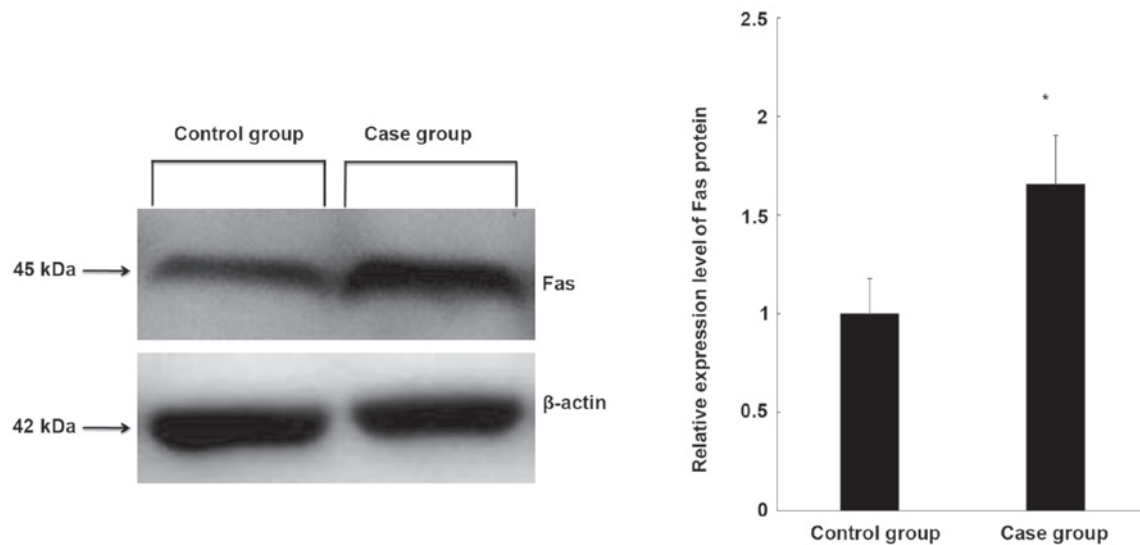 Control group
Case group
45 kDa
Fas
42 kDa
β-actin
Relative expression level of Fas protein
2.5
2
1.5
1
0.5
0
*
Control group
Case group